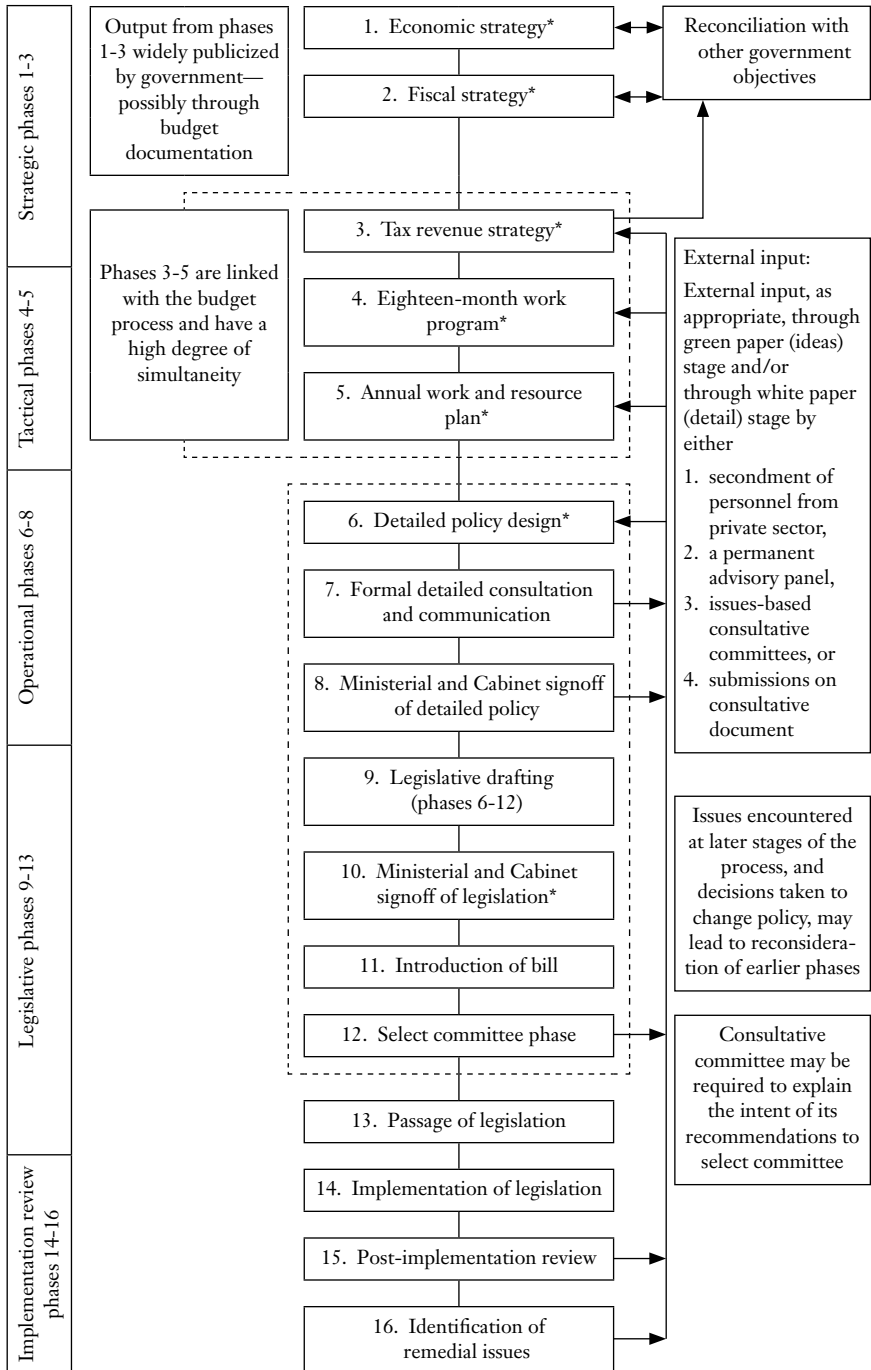 Strategic phases 1-3
Tactical phases 4-5
Operational phases 6-8
Legislative phases 9-13
Implementation review
phases 14-16
Output from phases
1-3 widely publicized
by government—
possibly through
budget
documentation
Phases 3-5 are linked
with the budget
process and have a
high degree of
simultaneity
1. Economic strategy*
2. Fiscal strategy*
3. Tax revenue strategy*
4. Eighteen-month work
program*
5. Annual work and resource
plan*
6. Detailed policy design*
7. Formal detailed consultation
and communication
8. Ministerial and Cabinet signoff
of detailed policy
9. Legislative drafting
(phases 6-12)
10. Ministerial and Cabinet
signoff of legislation*
11. Introduction of bill
12. Select committee phase
13. Passage of legislation
14. Implementation of legislation
15. Post-implementation review
16. Identification of
remedial issues
Reconciliation with
other government
objectives
External input:
External input, as
appropriate, through
green paper (ideas)
stage and/or
through white paper
(detail) stage by
either
1. secondment of
personnel from
private sector,
2. a permanent
advisory panel,
3. issues-based
consultative
committees, or
4. submissions on
consultative
document
Issues encountered
at later stages of the
process, and
decisions taken to
change policy, may
lead to reconsidera-
tion of earlier phases
Consultative
committee may be
required to explain
the intent of its
recommendations to
select committee